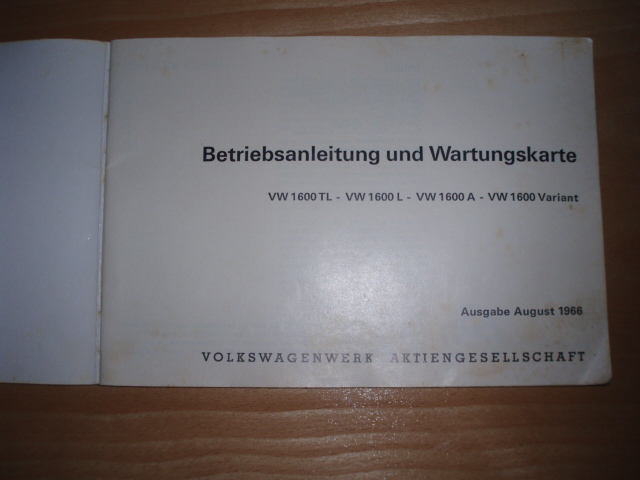 Betriebsanleitung und Wartungskarte
VW 1600 TL - VW 1600 L - VW 1600 A - VW 1600 Variant
Ausgabe August 1966
VOLKSWAGENWERK AKTIENGESELLSCHAFT